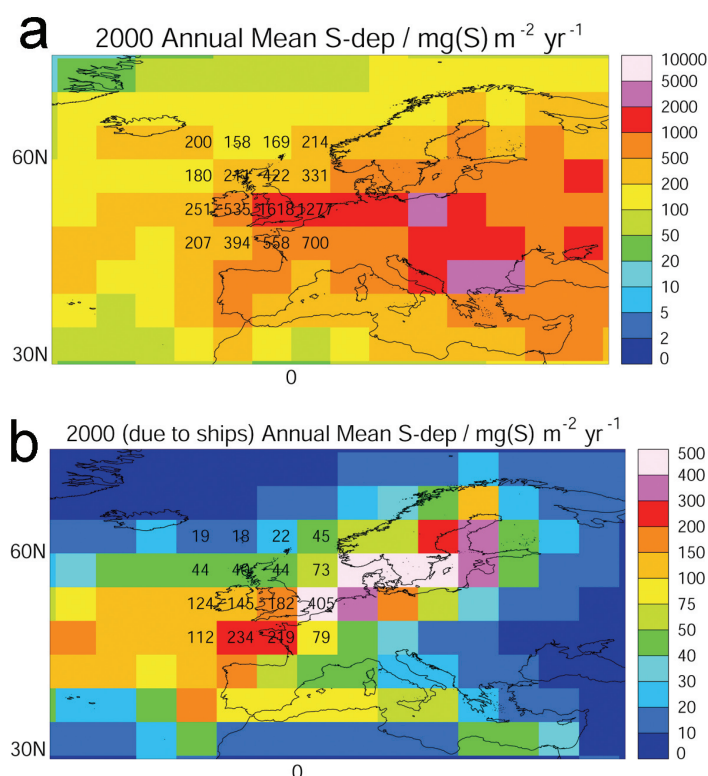 a
2000 Annual Mean S-dep / mg(S) m⁻² yr⁻¹
10000
5000
2000
1000
500
200
100
50
20
10
5
2
0
60N
30N
0
200 158 169 214
180 211 422 331
251 535 1618 1277
207 394 558 700
b
2000 (due to ships) Annual Mean S-dep / mg(S) m⁻² yr⁻¹
500
400
300
200
150
100
75
50
40
30
20
10
0
60N
30N
0
19 18 22 45
44 44 73
124 145 182 405
112 234 219 79